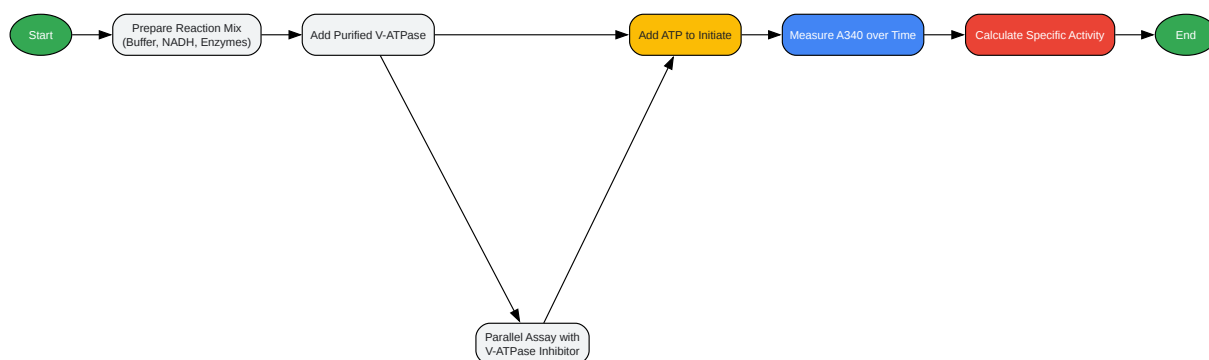 Start
Prepare Reaction Mix
(Buffer, NADH, Enzymes)
Add Purified V-ATPase
Add ATP to Initiate
Measure A340 over Time
Calculate Specific Activity
End
Parallel Assay with
V-ATPase Inhibitor